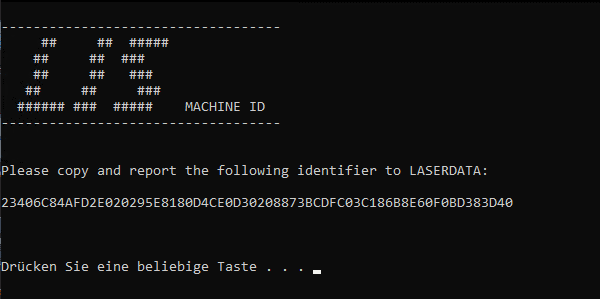 ----------------------------------
     ##     ##  #####
    ##     ##  ###
    ##     ##   ###
   ##     ##     ###
  ###### ###  #####    MACHINE ID
----------------------------------
Please copy and report the following identifier to LASERDATA:
23406C84AFD2E020295E8180D4CE0D30208873BCDFC03C186B8E60F0BD383D40
Drücken Sie eine beliebige Taste . . .